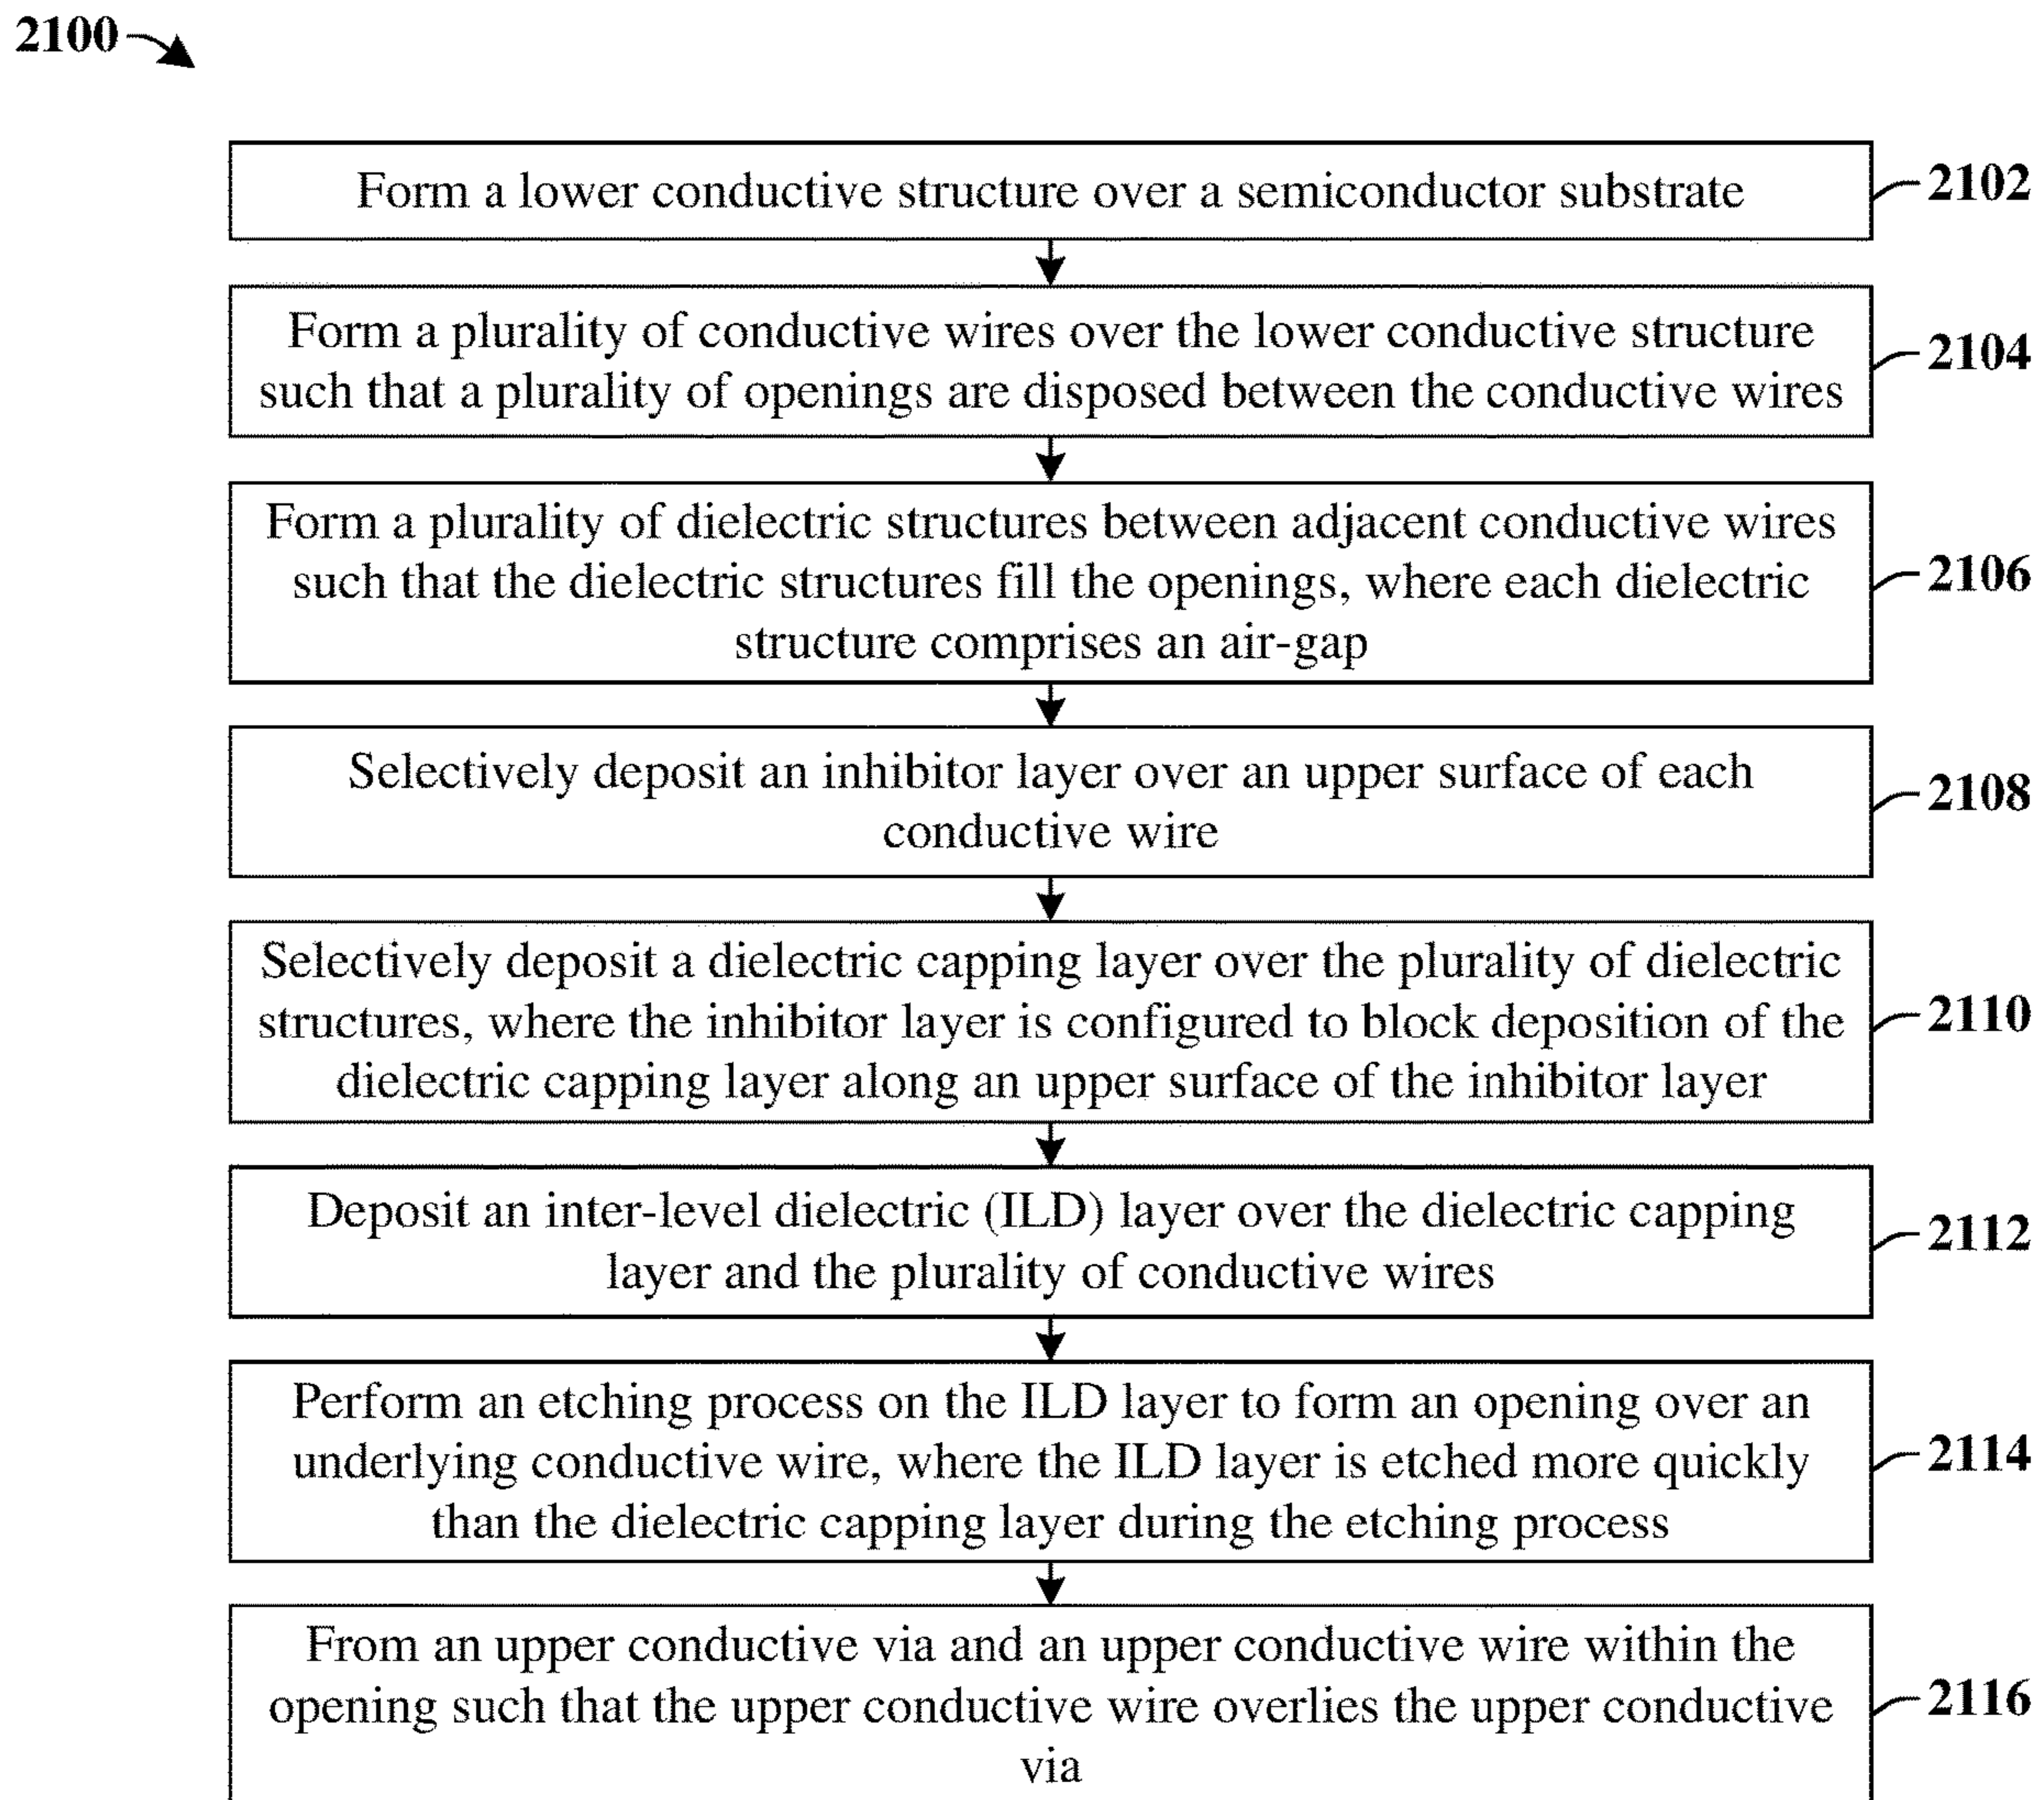 2100
Form a lower conductive structure over a semiconductor substrate
2102
Form a plurality of conductive wires over the lower conductive structure
such that a plurality of openings are disposed between the conductive wires
2104
Form a plurality of dielectric structures between adjacent conductive wires
such that the dielectric structures fill the openings, where each dielectric
structure comprises an air-gap
2106
Selectively deposit an inhibitor layer over an upper surface of each
conductive wire
2108
Selectively deposit a dielectric capping layer over the plurality of dielectric
structures, where the inhibitor layer is configured to block deposition of the
dielectric capping layer along an upper surface of the inhibitor layer
2110
Deposit an inter-level dielectric (ILD) layer over the dielectric capping
layer and the plurality of conductive wires
2112
Perform an etching process on the ILD layer to form an opening over an
underlying conductive wire, where the ILD layer is etched more quickly
than the dielectric capping layer during the etching process
2114
From an upper conductive via and an upper conductive wire within the
opening such that the upper conductive wire overlies the upper conductive
via
2116